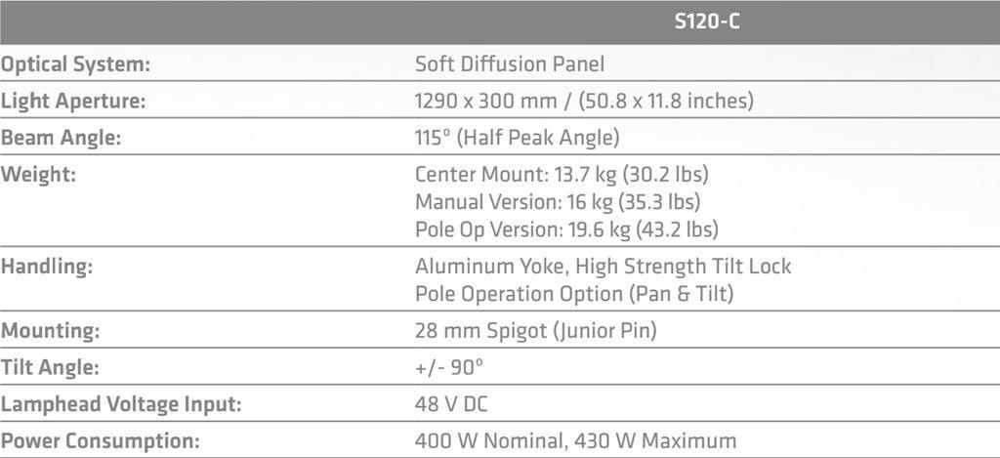 S120-C
Optical System: Soft Diffusion Panel
Light Aperture: 1290 x 300 mm / (50.8 x 11.8 inches)
Beam Angle: 115° (Half Peak Angle)
Weight: Center Mount: 13.7 kg (30.2 lbs)
Manual Version: 16 kg (35.3 lbs)
Pole Op Version: 19.6 kg (43.2 lbs)
Handling: Aluminum Yoke, High Strength Tilt Lock
Pole Operation Option (Pan & Tilt)
Mounting: 28 mm Spigot (Junior Pin)
Tilt Angle: +/- 90°
Lamphead Voltage Input: 48 V DC
Power Consumption: 400 W Nominal, 430 W Maximum